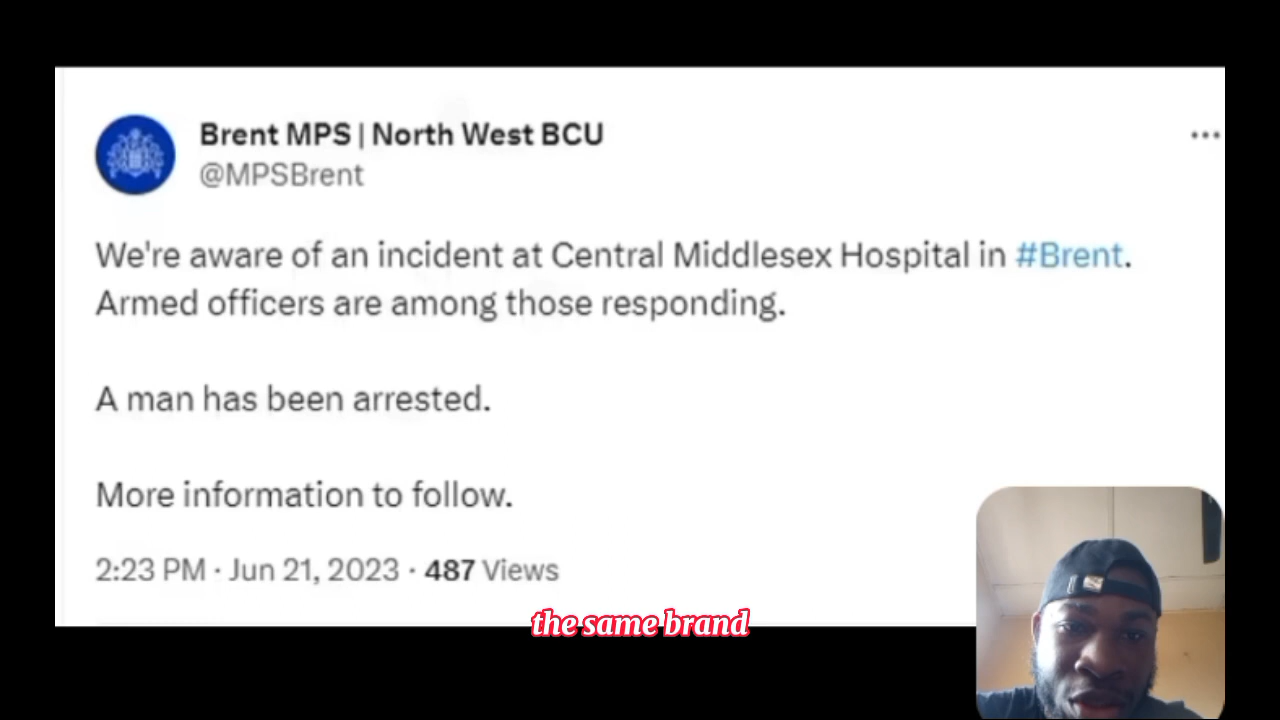 Brent MPS | North West BCU
@MPSBrent
We're aware of an incident at Central Middlesex Hospital in #Brent.
Armed officers are among those responding.
A man has been arrested.
More information to follow.
2:23 PM · Jun 21, 2023 · 487 Views
the same brand